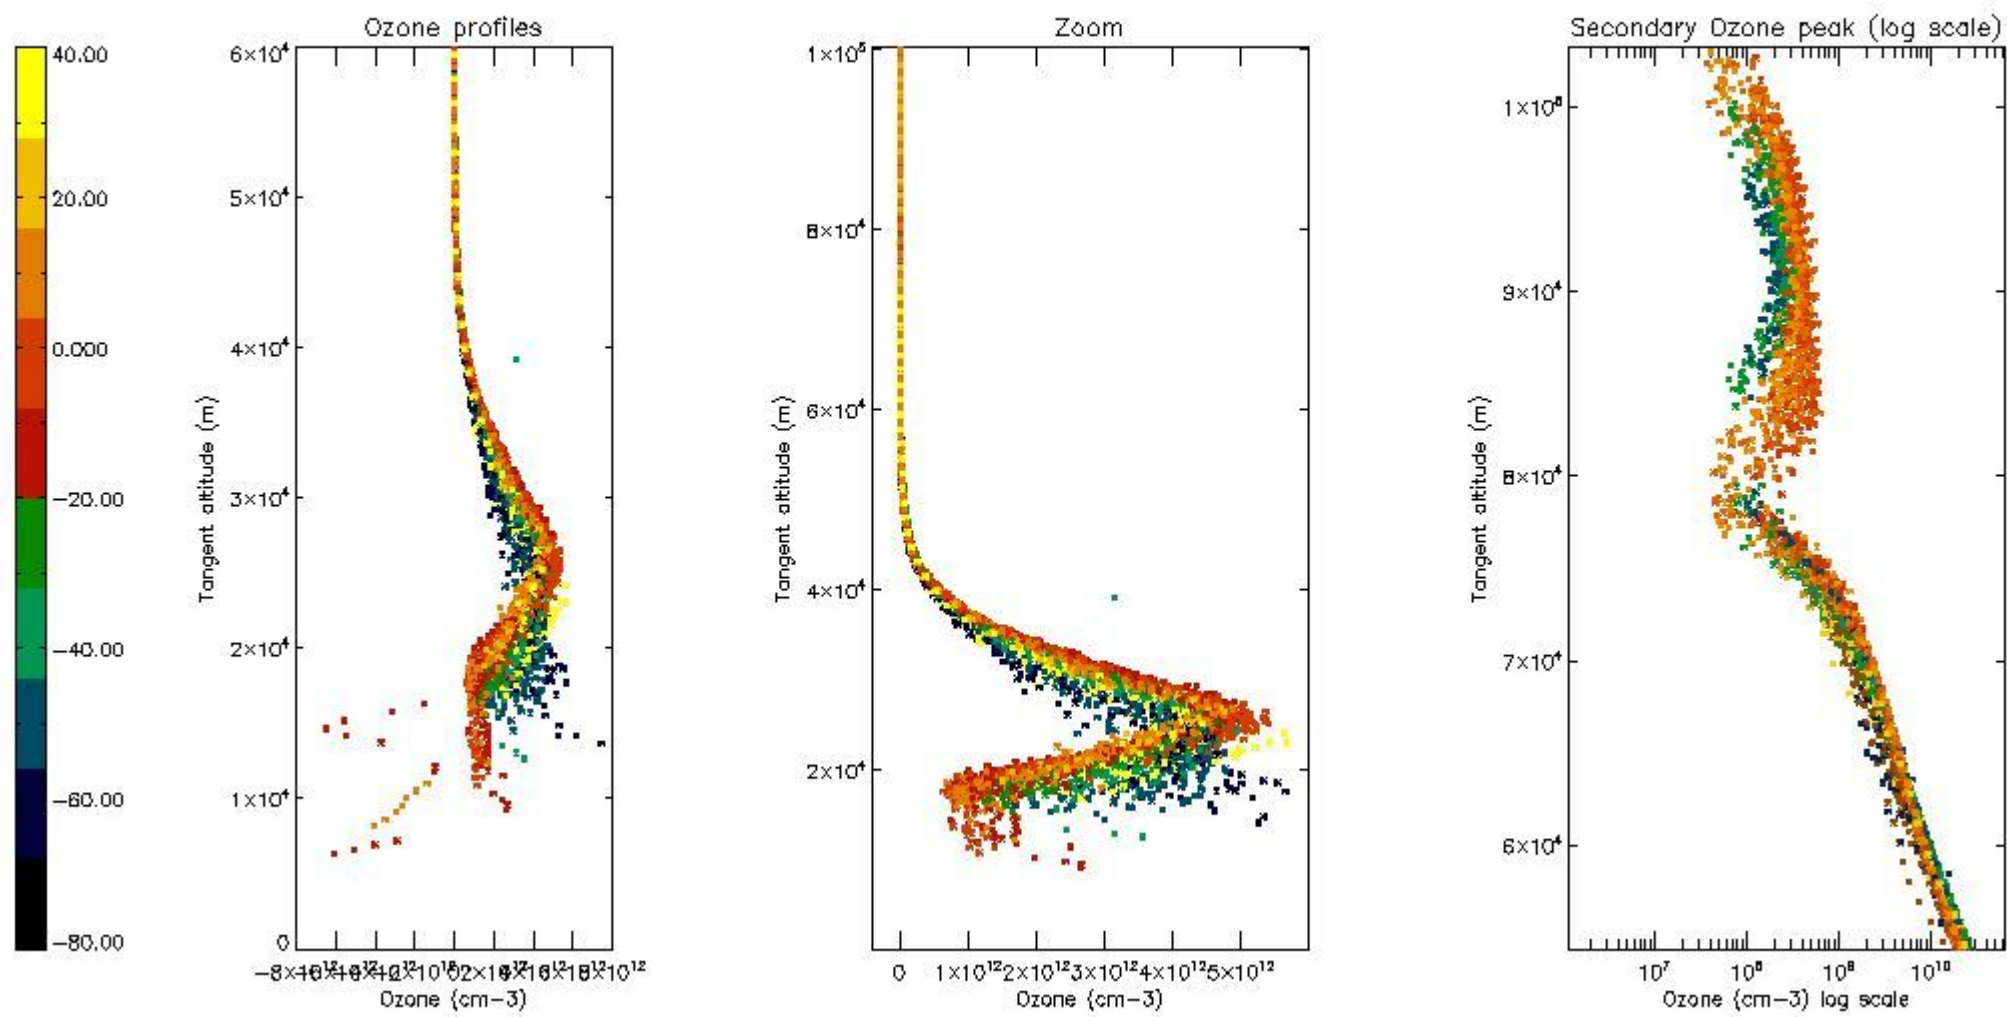 Ozone profiles
Zoom
Secondary Ozone peak (log scale)
40.00
20.00
0.000
−20.00
−40.00
−60.00
−80.00
Tangent altitude (m)
6×10⁴
5×10⁴
4×10⁴
3×10⁴
2×10⁴
1×10⁴
0
Ozone (cm−3)
Tangent altitude (m)
1×10⁵
8×10⁴
6×10⁴
4×10⁴
2×10⁴
0 1×10¹² 2×10¹² 3×10¹² 4×10¹² 5×10¹²
Ozone (cm−3)
Tangent altitude (m)
9×10⁴
8×10⁴
7×10⁴
6×10⁴
10⁷ 10⁸ 10⁹ 10¹⁰
Ozone (cm−3) log scale